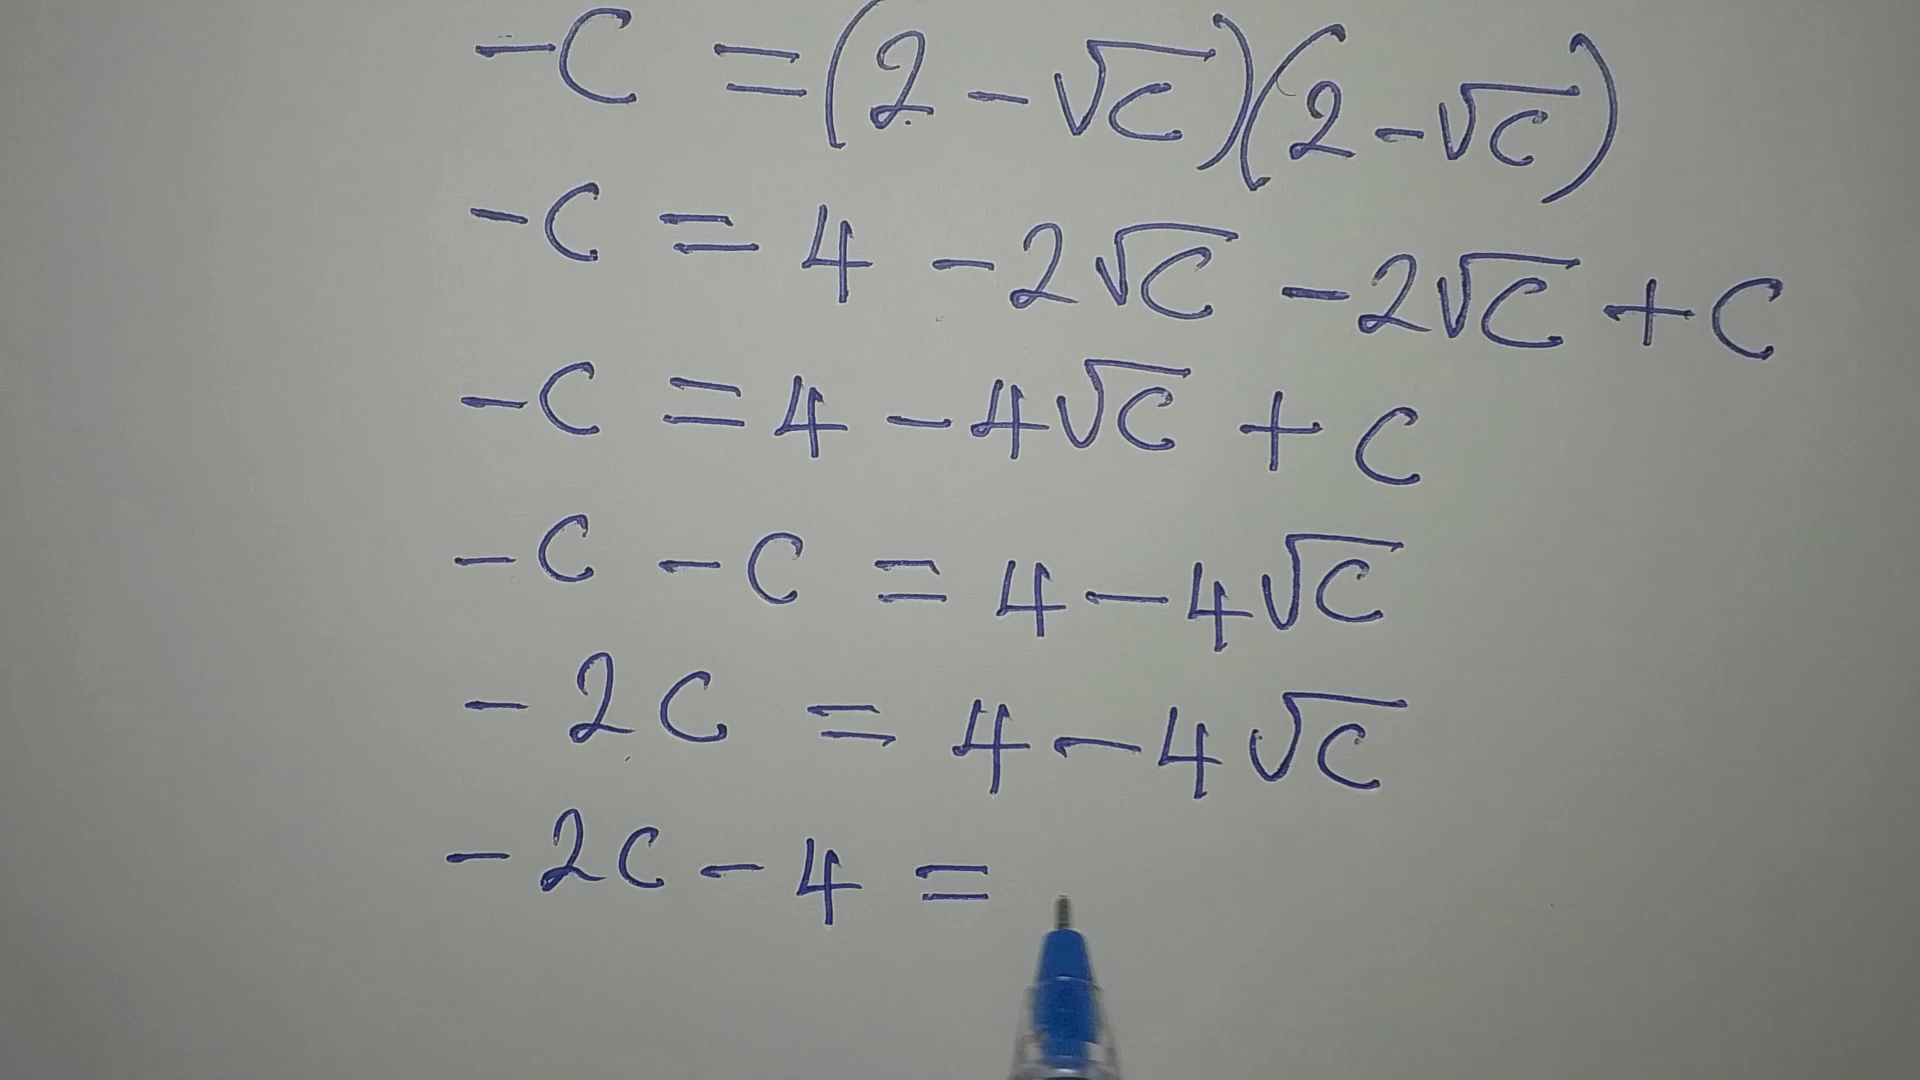 -C = (2 - √C)(2 - √C)
-C = 4 - 2√C - 2√C + C
-C = 4 - 4√C + C
-C - C = 4 - 4√C
-2C = 4 - 4√C
-2C - 4 =